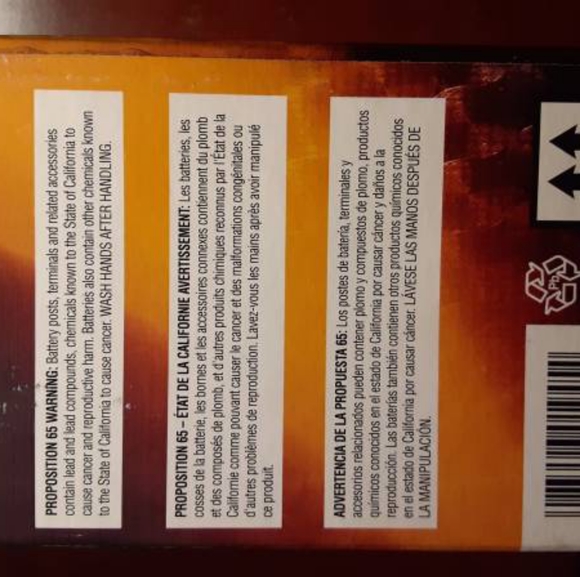 PROPOSITION 65 WARNING: Battery posts, terminals and related accessories
contain lead and lead compounds, chemicals known to the State of California to
cause cancer and reproductive harm. Batteries also contain other chemicals known
to the State of California to cause cancer. WASH HANDS AFTER HANDLING.
PROPOSITION 65 – ÉTAT DE LA CALIFORNIE AVERTISSEMENT: Les batteries, les
cosses de la batterie, les bornes et les accessoires connexes contiennent du plomb
et des composés de plomb, et d'autres produits chimiques reconnus par l'État de la
Californie comme pouvant causer le cancer et des malformations congénitales ou
d'autres problèmes de reproduction. Lavez-vous les mains après avoir manipulé
ce produit.
ADVERTENCIA DE LA PROPUESTA 65: Los postes de batería, terminales y
accesorios relacionados pueden contener plomo y compuestos de plomo, productos
químicos conocidos en el estado de California por causar cáncer y daños a la
reproducción. Las baterías también contienen otros productos químicos conocidos
en el estado de California por causar cáncer. LÁVESE LAS MANOS DESPUÉS DE
LA MANIPULACIÓN.
Pb